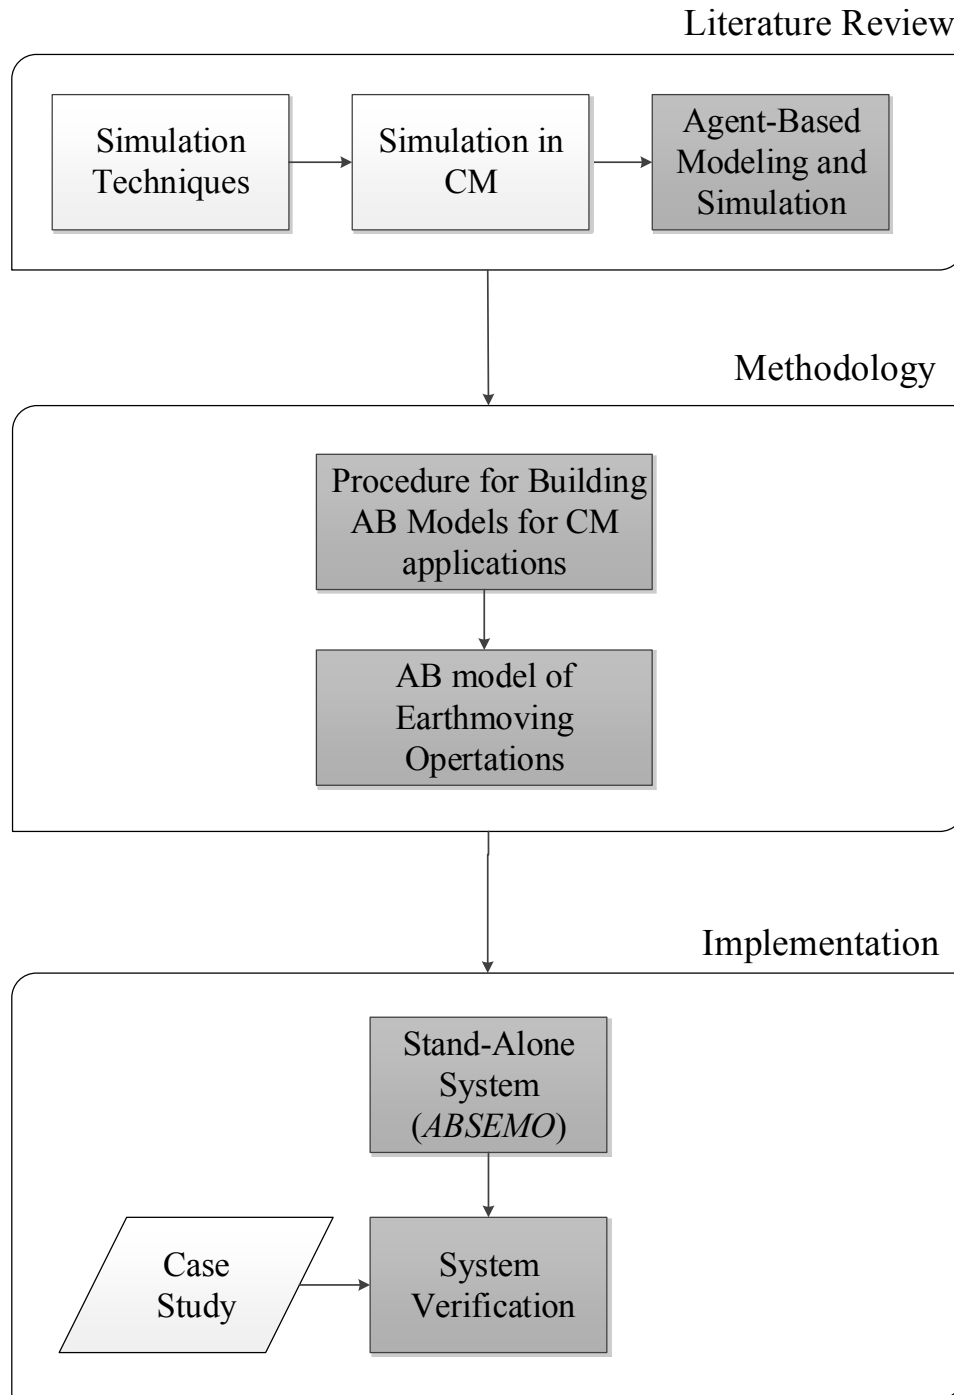 Literature Review
Simulation
Techniques
Simulation in
CM
Agent-Based
Modeling and
Simulation
Methodology
Procedure for Building
AB Models for CM
applications
AB model of
Earthmoving
Opertations
Implementation
Stand-Alone
System
(ABSEMO)
Case
Study
System
Verification